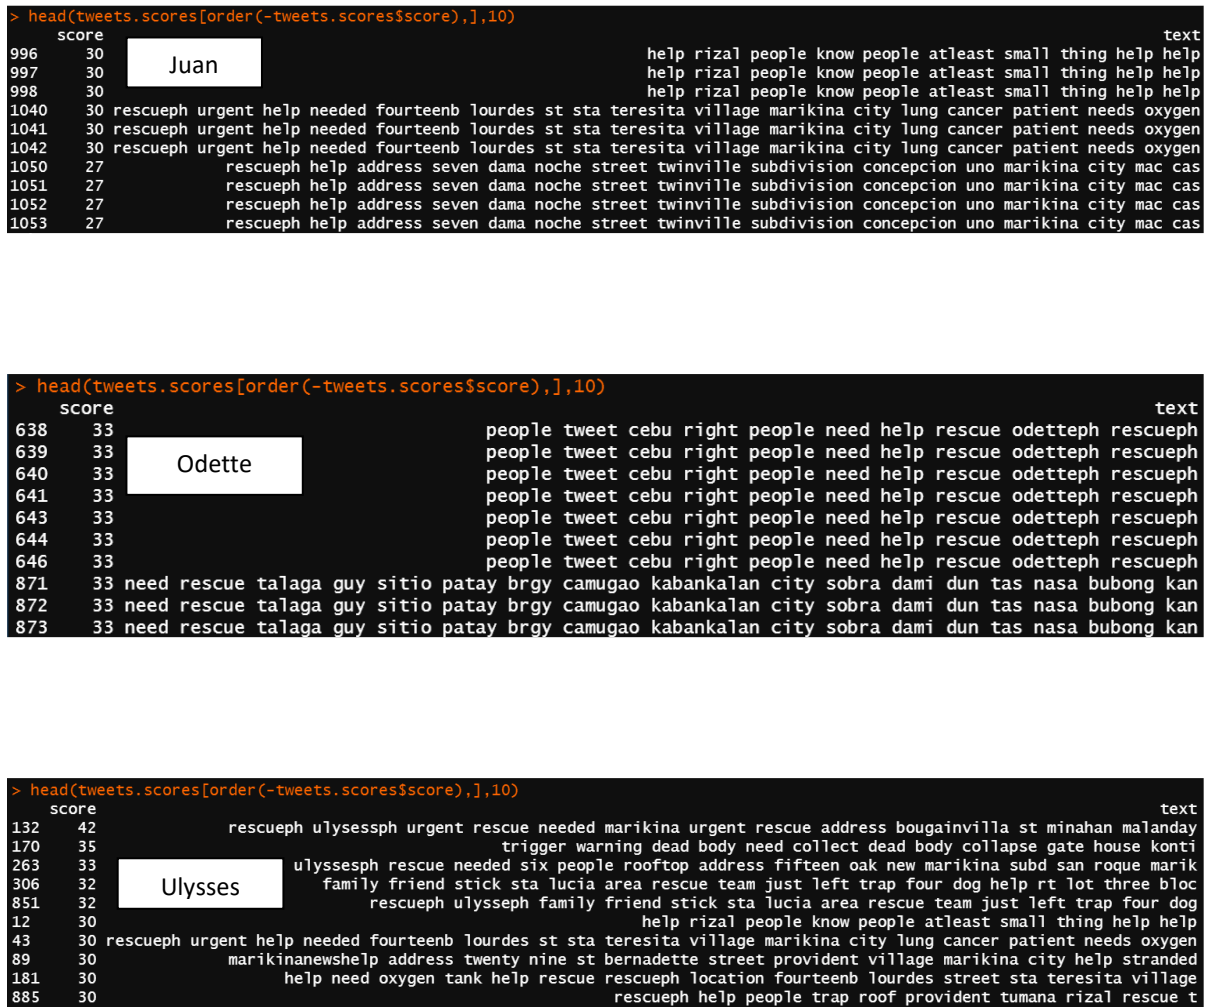 > head(tweets.scores[order(-tweets.scores$score),],10)
score text
996 30 help rizal people know people atleast small thing help help
997 30 help rizal people know people atleast small thing help help
998 30 help rizal people know people atleast small thing help help
1040 30 rescueph urgent help needed fourteenb lourdes st sta teresita village marikina city lung cancer patient needs oxygen
1041 30 rescueph urgent help needed fourteenb lourdes st sta teresita village marikina city lung cancer patient needs oxygen
1042 30 rescueph urgent help needed fourteenb lourdes st sta teresita village marikina city lung cancer patient needs oxygen
1050 27 rescueph help address seven dama noche street twinville subdivision concepcion uno marikina city mac cas
1051 27 rescueph help address seven dama noche street twinville subdivision concepcion uno marikina city mac cas
1052 27 rescueph help address seven dama noche street twinville subdivision concepcion uno marikina city mac cas
1053 27 rescueph help address seven dama noche street twinville subdivision concepcion uno marikina city mac cas
Juan
> head(tweets.scores[order(-tweets.scores$score),],10)
score text
638 33 people tweet cebu right people need help rescue odetteph rescueph
639 33 people tweet cebu right people need help rescue odetteph rescueph
640 33 people tweet cebu right people need help rescue odetteph rescueph
641 33 people tweet cebu right people need help rescue odetteph rescueph
643 33 people tweet cebu right people need help rescue odetteph rescueph
644 33 people tweet cebu right people need help rescue odetteph rescueph
646 33 people tweet cebu right people need help rescue odetteph rescueph
871 33 need rescue talaga guy sitio patay brgy camugao kabankalan city sobra dami dun tas nasa bubong kan
872 33 need rescue talaga guy sitio patay brgy camugao kabankalan city sobra dami dun tas nasa bubong kan
873 33 need rescue talaga guy sitio patay brgy camugao kabankalan city sobra dami dun tas nasa bubong kan
Odette
> head(tweets.scores[order(-tweets.scores$score),],10)
score text
132 42 rescueph ulysessph urgent rescue needed marikina urgent rescue address bougainvilla st minahan malanday
170 35 trigger warning dead body need collect dead body collapse gate house konti
263 33 ulyssesph rescue needed six people rooftop address fifteen oak new marikina subd san roque marik
306 32 family friend stick sta lucia area rescue team just left trap four dog help rt lot three bloc
851 32 rescueph ulysseph family friend stick sta lucia area rescue team just left trap four dog
12 30 help rizal people know people atleast small thing help help
43 30 rescueph urgent help needed fourteenb lourdes st sta teresita village marikina city lung cancer patient needs oxygen
89 30 marikinanewshelp address twenty nine st bernadette street provident village marikina city help stranded
181 30 help need oxygen tank help rescue rescueph location fourteenb lourdes street sta teresita village
885 30 rescueph help people trap roof provident tumana rizal rescue t
Ulysses